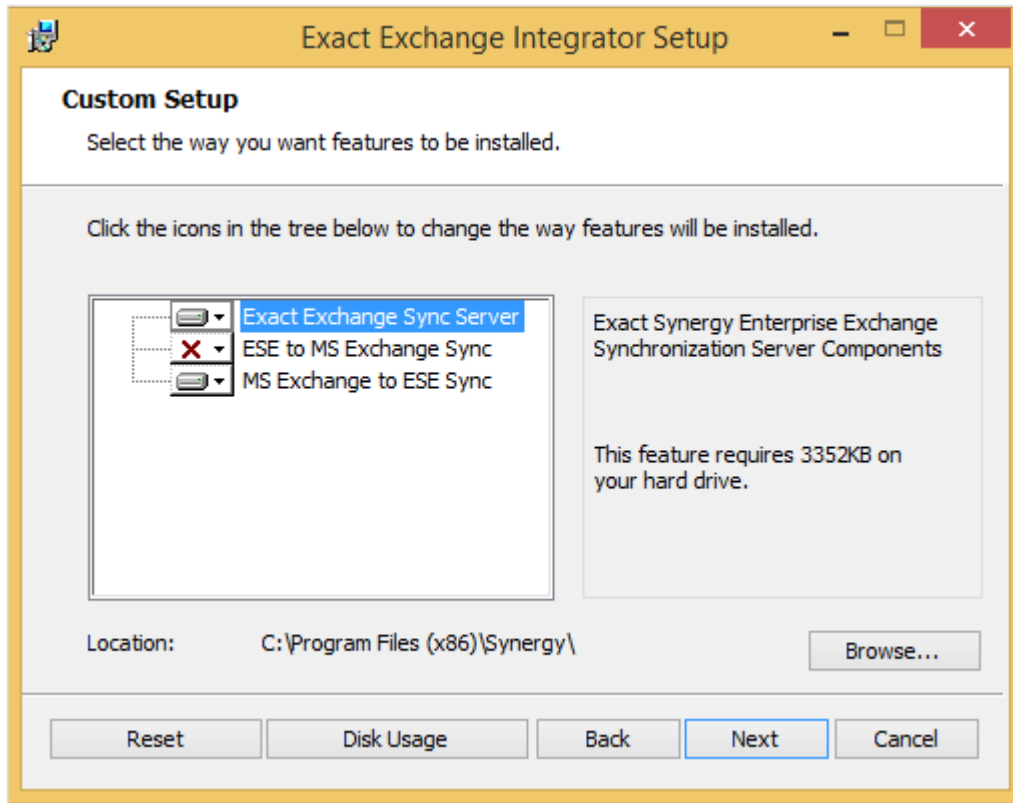 Exact Exchange Integrator Setup
Custom Setup
Select the way you want features to be installed.
Click the icons in the tree below to change the way features will be installed.
Exact Exchange Sync Server
ESE to MS Exchange Sync
MS Exchange to ESE Sync
Exact Synergy Enterprise Exchange
Synchronization Server Components
This feature requires 3352KB on
your hard drive.
Location: C:\Program Files (x86)\Synergy\
Browse...
Reset Disk Usage Back Next Cancel